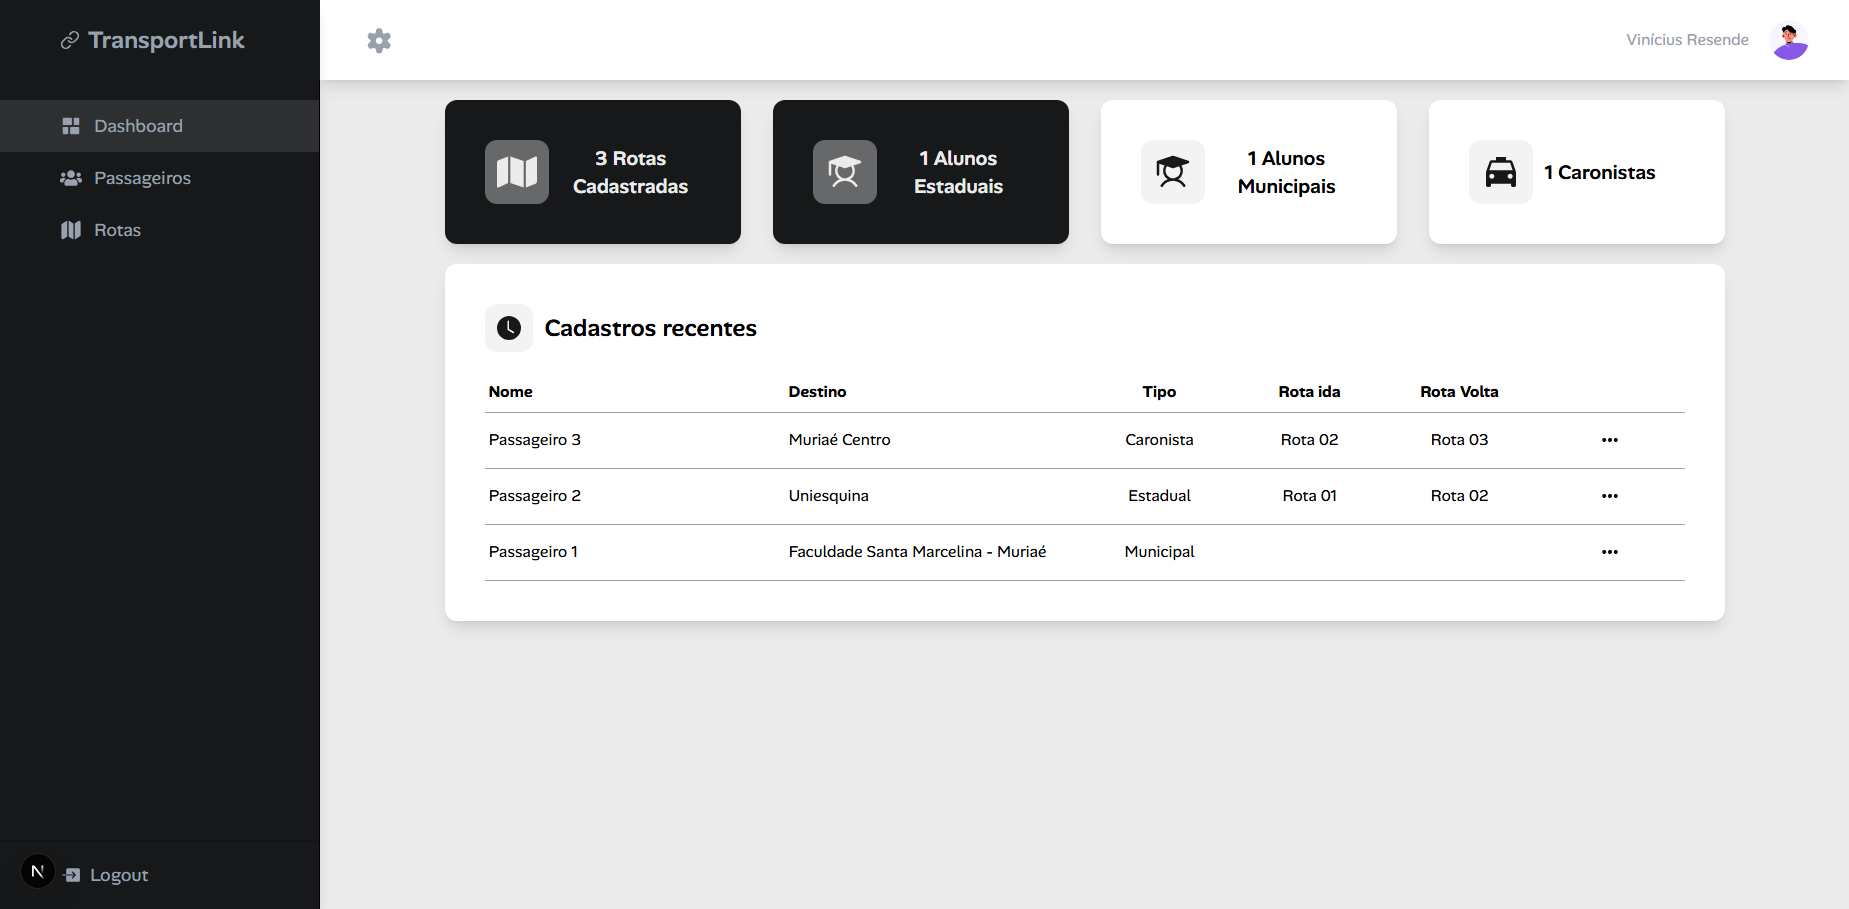 TransportLink
Vinícius Resende
Dashboard
Passageiros
Rotas
3 Rotas
Cadastradas
1 Alunos
Estaduais
1 Alunos
Municipais
1 Caronistas
Cadastros recentes
Nome Destino Tipo Rota ida Rota Volta
Passageiro 3 Muriaé Centro Caronista Rota 02 Rota 03 •••
Passageiro 2 Uniesquina Estadual Rota 01 Rota 02 •••
Passageiro 1 Faculdade Santa Marcelina - Muriaé Municipal •••
N Logout